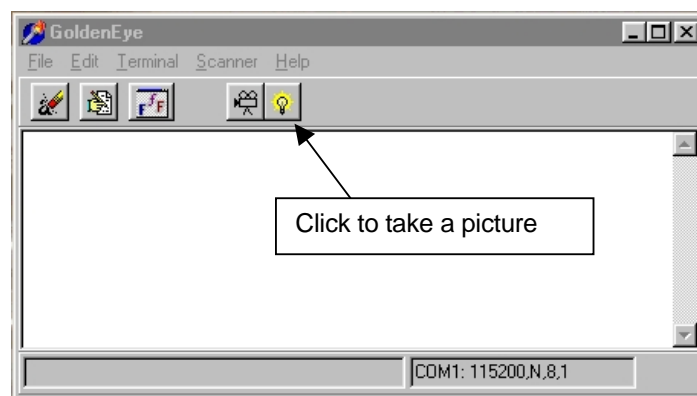 GoldenEye
File Edit Terminal Scanner Help
Click to take a picture
COM1: 115200,N,8,1